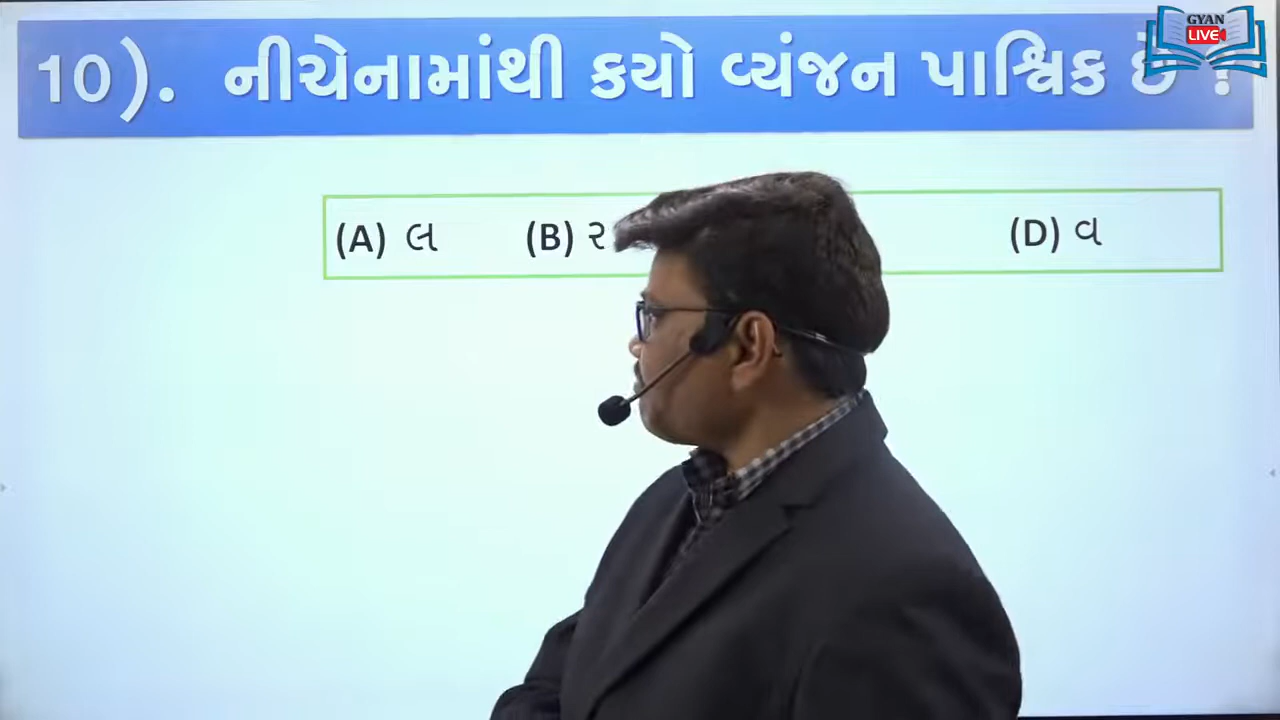 GYAN
LIVE
10). નીચેનામાંથી કયો વ્યંજન પાશ્વિક છે ?
(A) લ (B) ર (D) વ